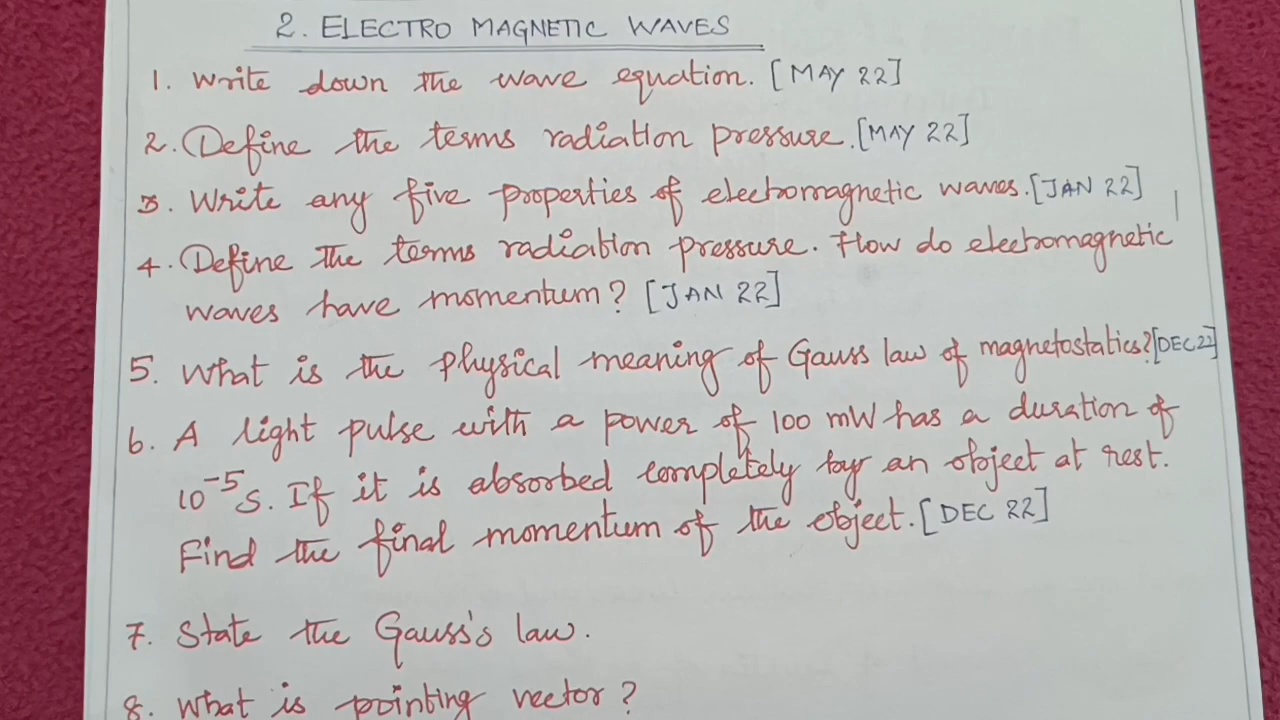 2. ELECTRO MAGNETIC WAVES
1. Write down the wave equation. [MAY 22]
2. Define the terms radiation pressure. [MAY 22]
3. Write any five properties of electromagnetic waves. [JAN 22]
4. Define the terms radiation pressure. How do electromagnetic
waves have momentum? [JAN 22]
5. What is the physical meaning of Gauss law of magnetostatics? [DEC 22]
6. A light pulse with a power of 100 mW has a duration of
10⁻⁵s. If it is absorbed completely by an object at rest.
Find the final momentum of the object. [DEC 22]
7. State the Gauss's law.
8. What is pointing vector?